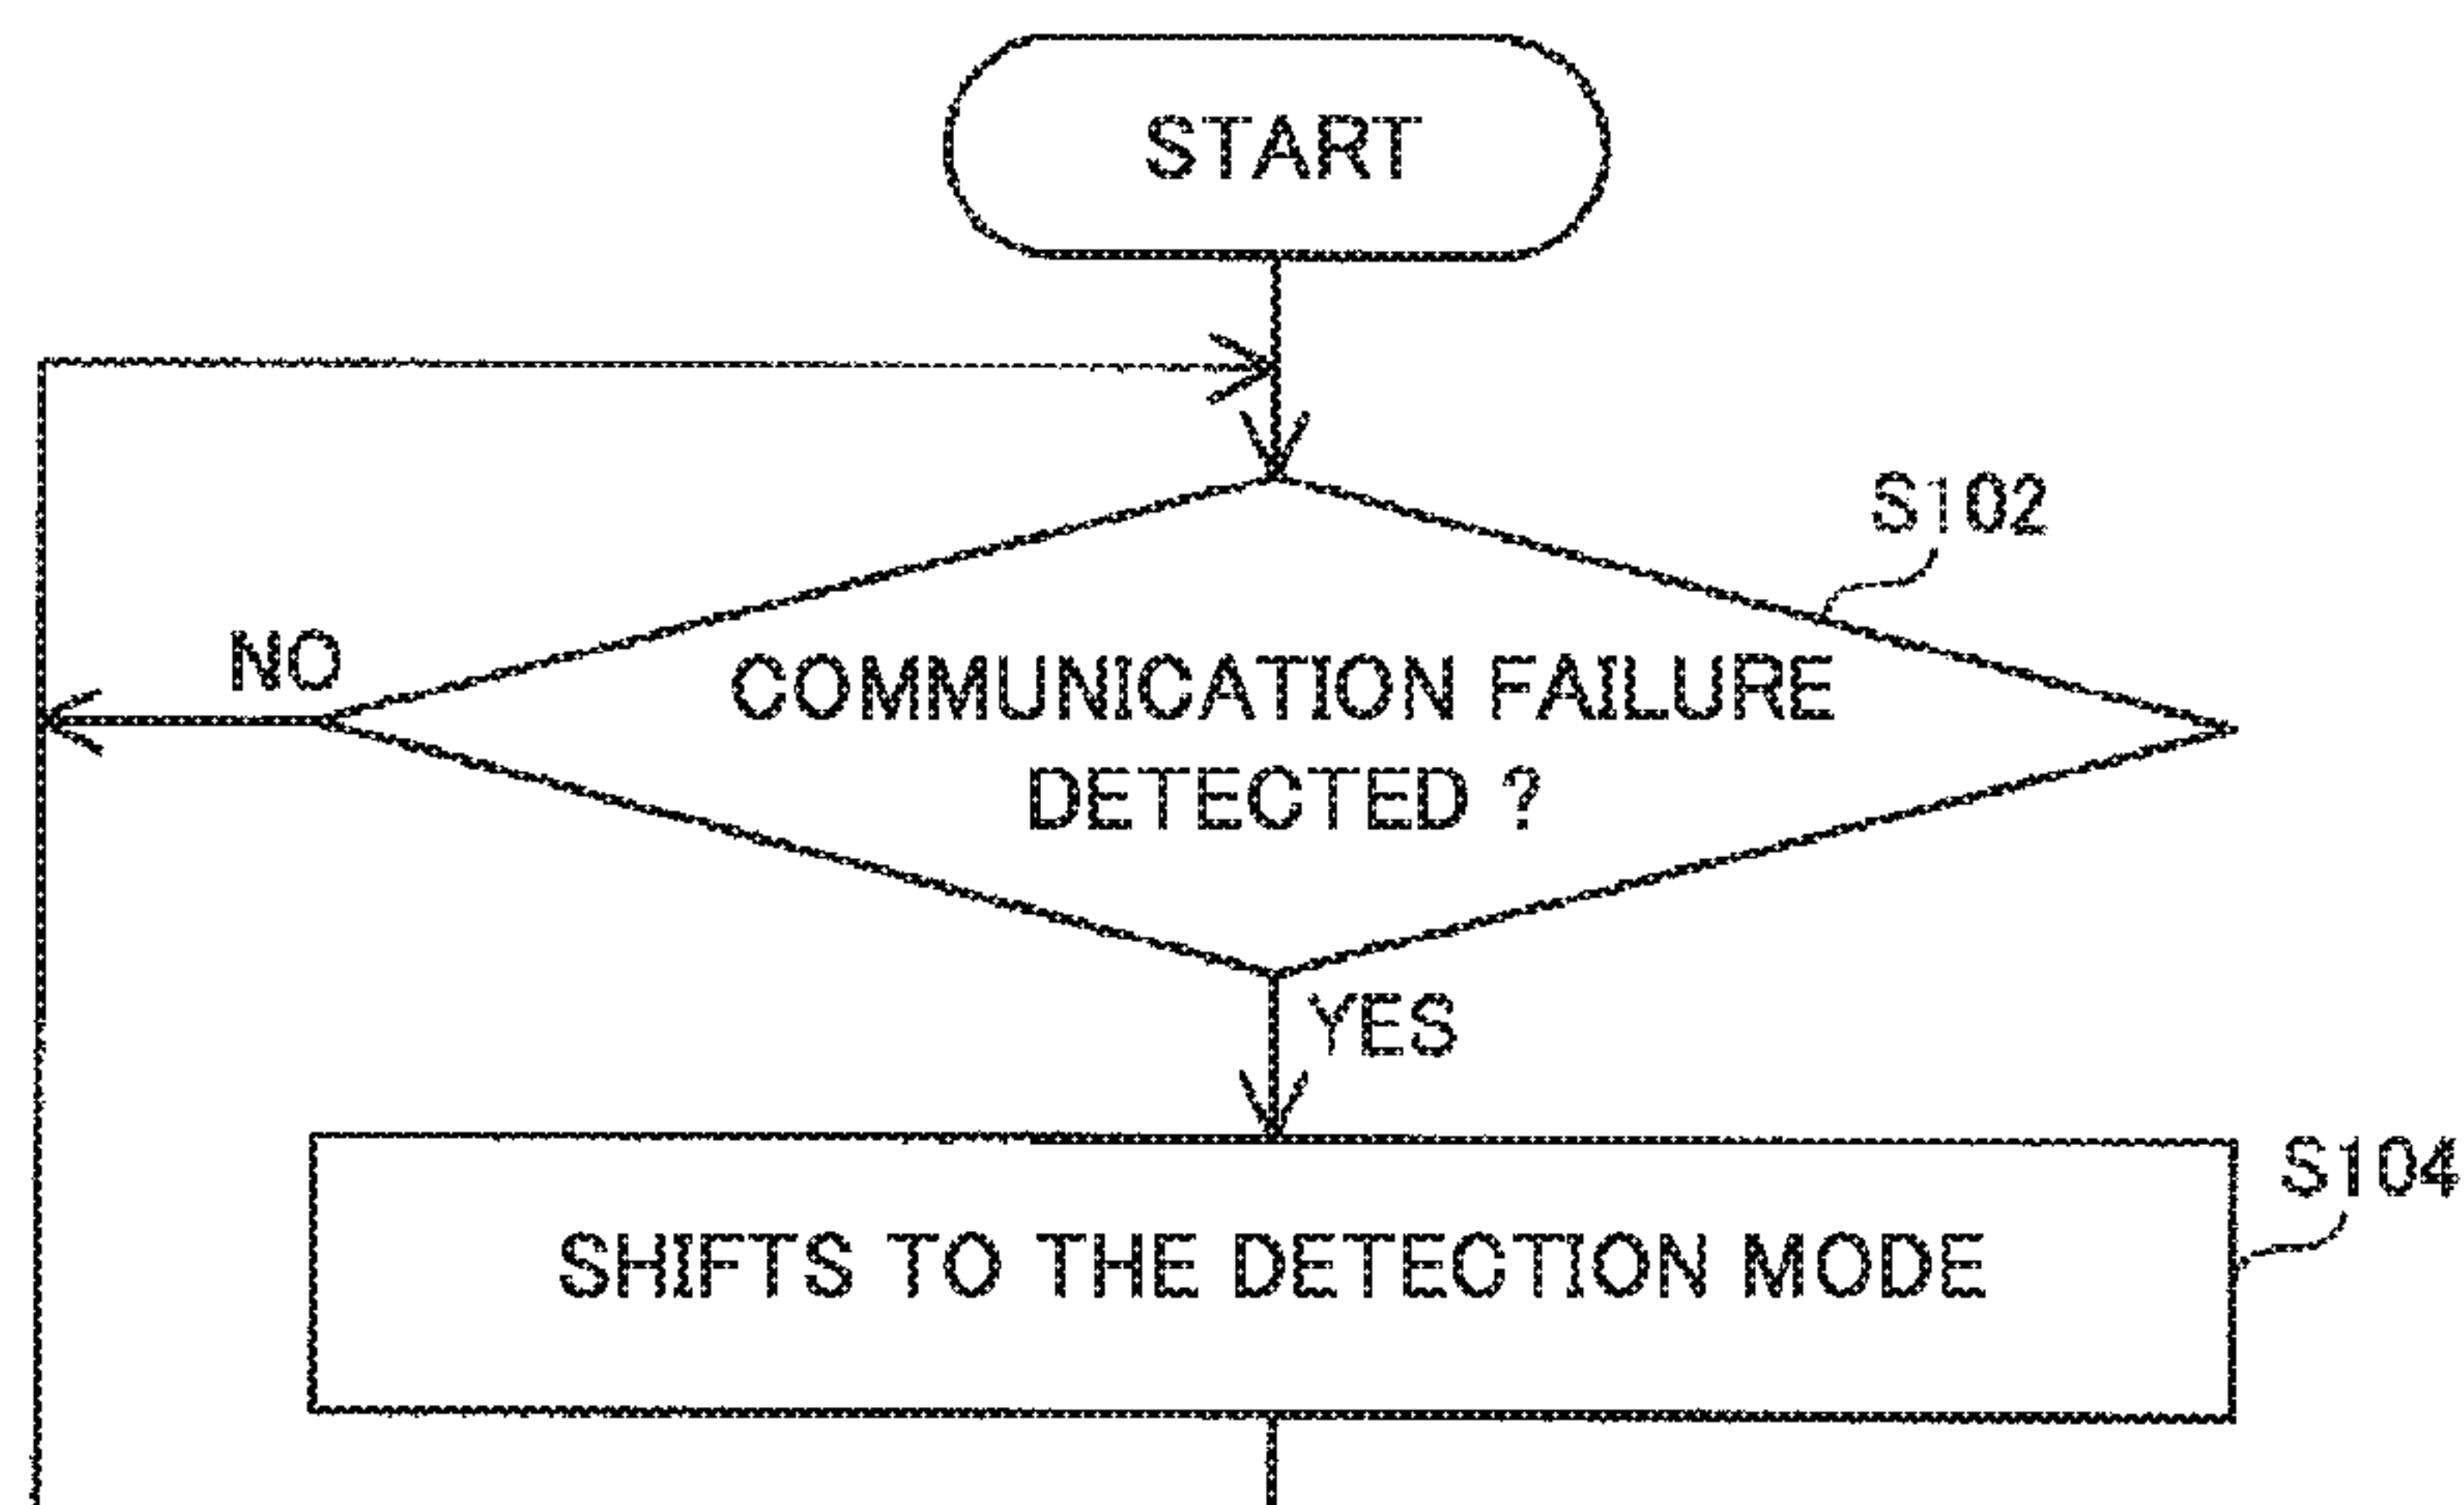 START
S102
NO
COMMUNICATION FAILURE
DETECTED ?
YES
S104
SHIFTS TO THE DETECTION MODE